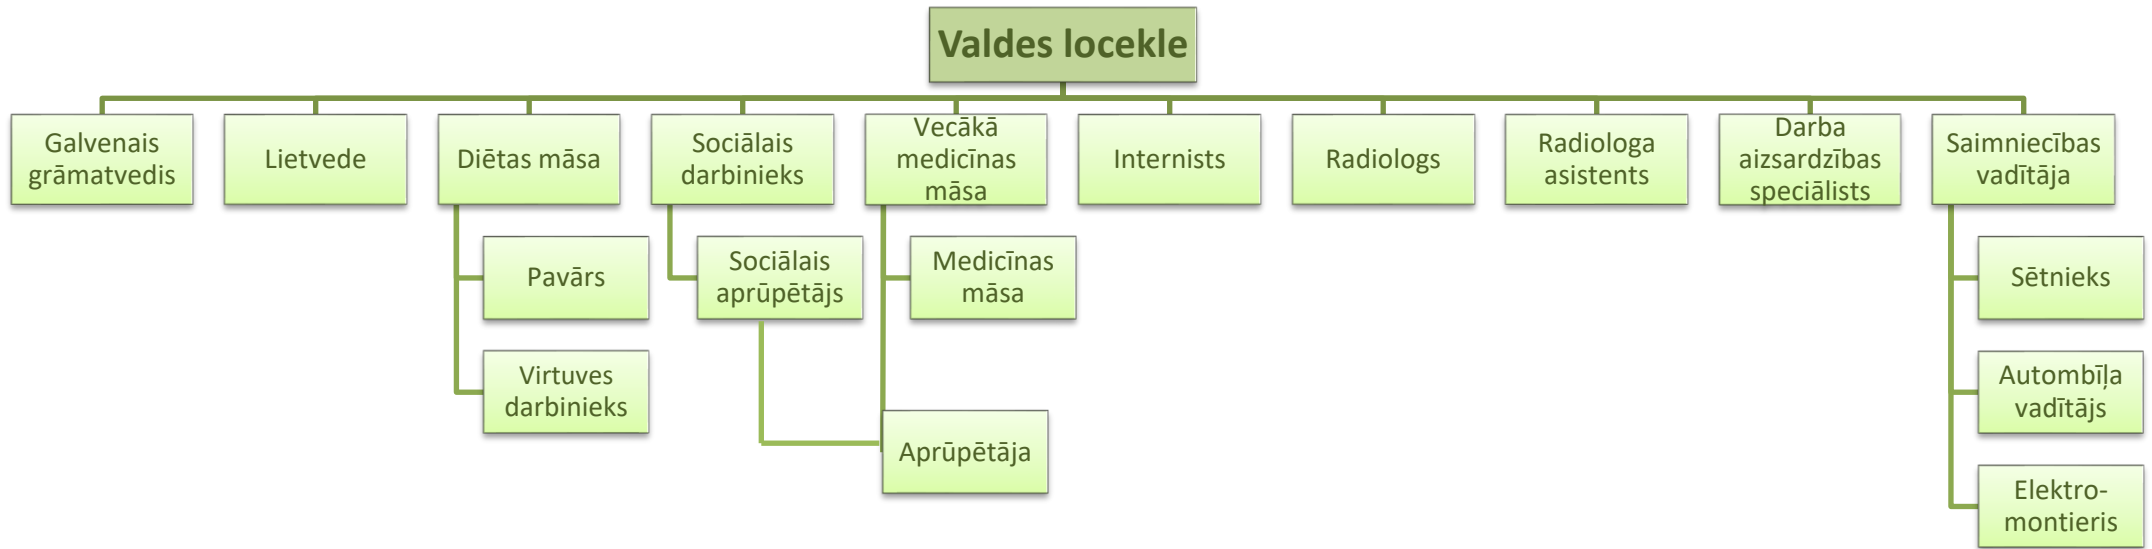 Valdes locekle
Galvenais
grāmatvedis
Lietvede
Diētas māsa
Sociālais
darbinieks
Vecākā
medicīnas
māsa
Internists
Radiologs
Radiologa
asistents
Darba
aizsardzības
speciālists
Saimniecības
vadītāja
Pavārs
Sociālais
aprūpētājs
Medicīnas
māsa
Sētnieks
Virtuves
darbinieks
Autombīļa
vadītājs
Aprūpētāja
Elektro-
montieris